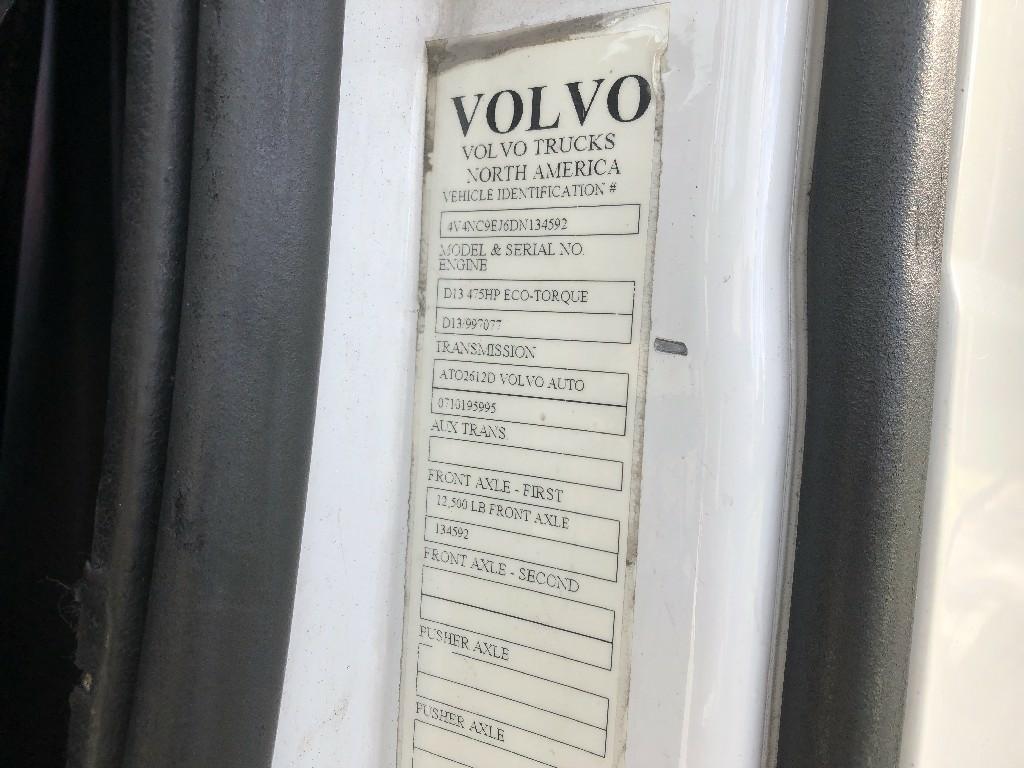 VOLVO
VOLVO TRUCKS
NORTH AMERICA
VEHICLE IDENTIFICATION #
4V4NC9EJ6DN134592
MODEL & SERIAL NO.
ENGINE
D13 475HP ECO-TORQUE
D13/997077
TRANSMISSION
ATO2612D VOLVO AUTO
0710195995
AUX TRANS.
FRONT AXLE - FIRST
12,500 LB FRONT AXLE
134592
FRONT AXLE - SECOND
PUSHER AXLE
PUSHER AXLE